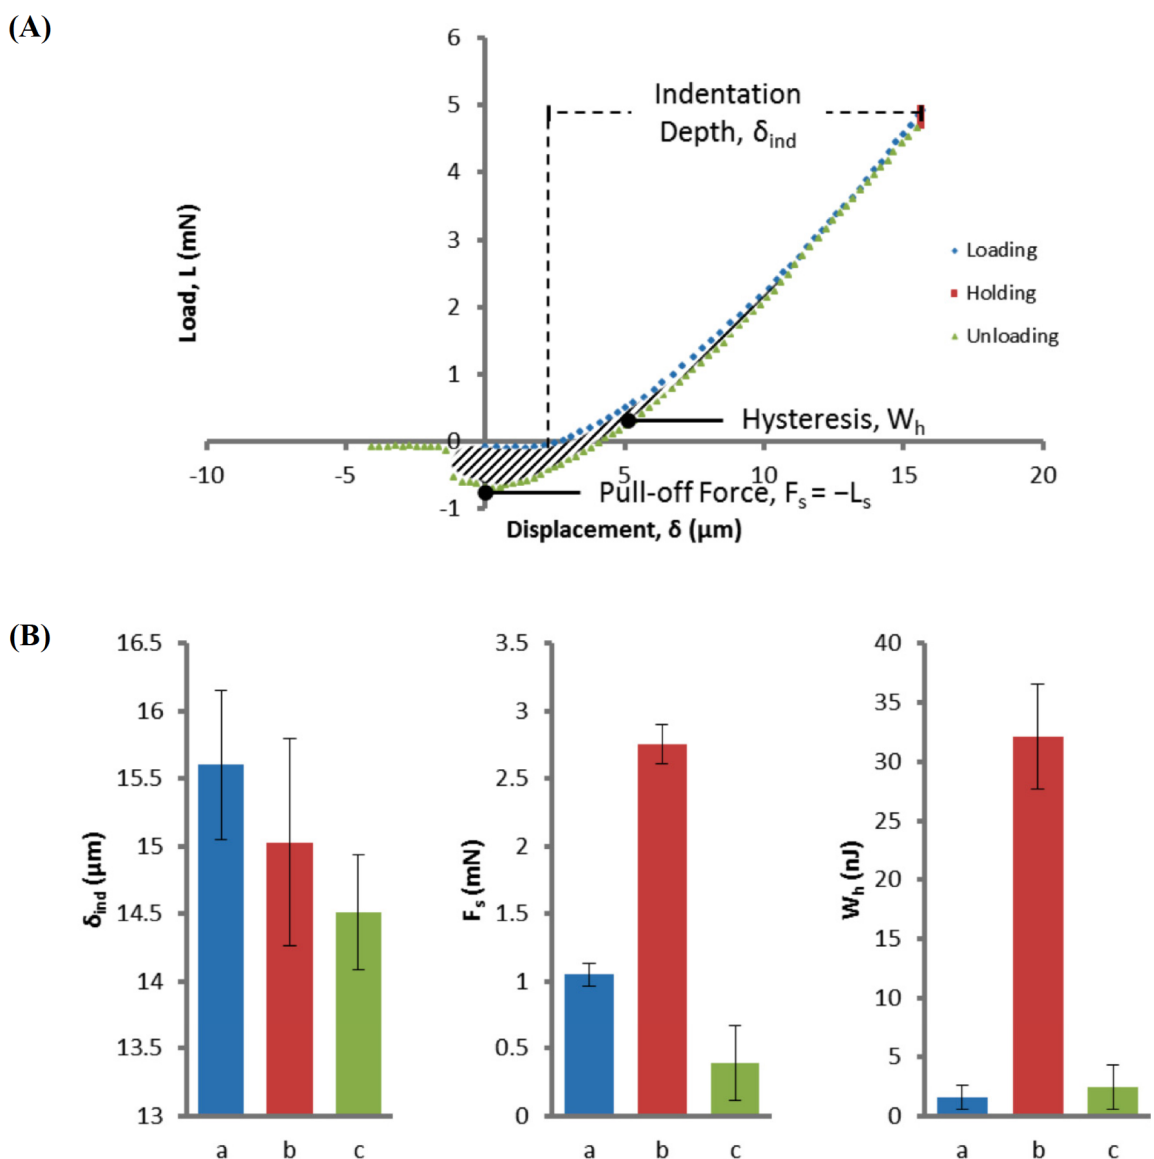 (A)
6
5
4
3
2
1
0
-1
-10
-5
5
10
15
20
Load, L (mN)
Displacement, δ (μm)
Indentation
Depth, δind
Loading
Holding
Unloading
Hysteresis, Wh
Pull-off Force, Fs = −Ls
(B)
16.5
16
15.5
15
14.5
14
13.5
13
δind (μm)
a b c
3.5
3
2.5
2
1.5
1
0.5
0
Fs (mN)
a b c
40
35
30
25
20
15
10
5
0
Wh (nJ)
a b c